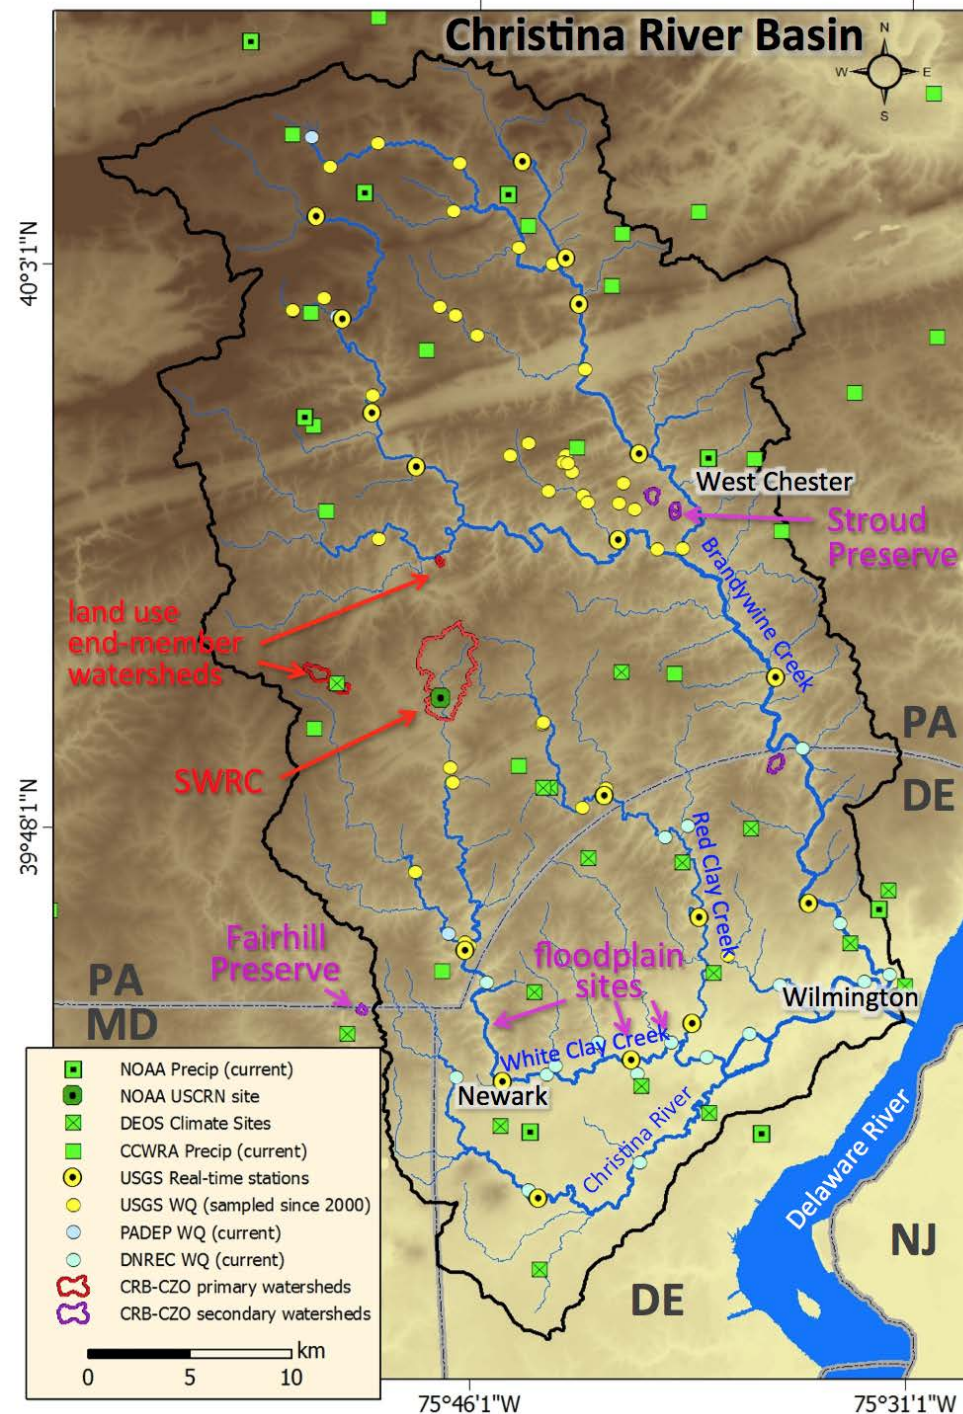 Christina River Basin
N
W
E
S
40°3'1"N
West Chester
Stroud
Preserve
Brandywine Creek
land use
end-member
watersheds
SWRC
PA
DE
39°48'1"N
Red Clay Creek
Fairhill
Preserve
floodplain
sites
PA
MD
Wilmington
White Clay Creek
Newark
Christina River
Delaware River
NJ
DE
NOAA Precip (current)
NOAA USCRN site
DEOS Climate Sites
CCWRA Precip (current)
USGS Real-time stations
USGS WQ (sampled since 2000)
PADEP WQ (current)
DNREC WQ (current)
CRB-CZO primary watersheds
CRB-CZO secondary watersheds
km
0 5 10
75°46'1"W
75°31'1"W